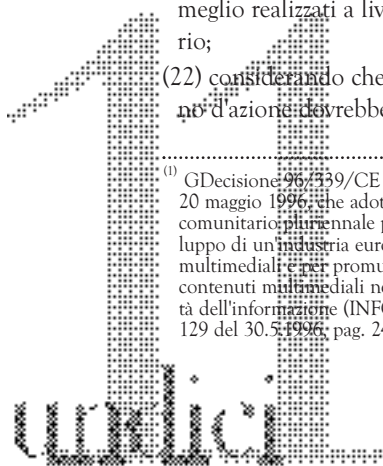 meglio realizzati a liv
rio;
(22) considerando che
no d'azione dovrebbe
(1) GDecisione 96/339/CE
20 maggio 1996, che adot
comunitario pluriennale p
luppo di un'industria euro
multimediali e per promu
contenuti multimediali ne
tà dell'informazione (INFO
129 del 30.5.1996, pag. 24
11
undici